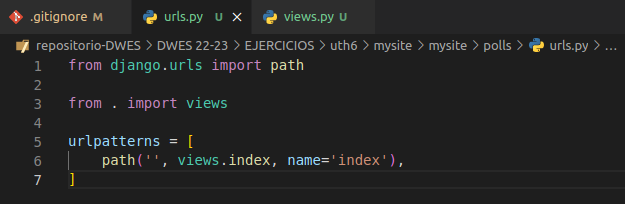 .gitignore M urls.py U × views.py U
repositorio-DWES > DWES 22-23 > EJERCICIOS > uth6 > mysite > mysite > polls > urls.py > ...
1 from django.urls import path
2
3 from . import views
4
5 urlpatterns = [
6 path('', views.index, name='index'),
7 ]